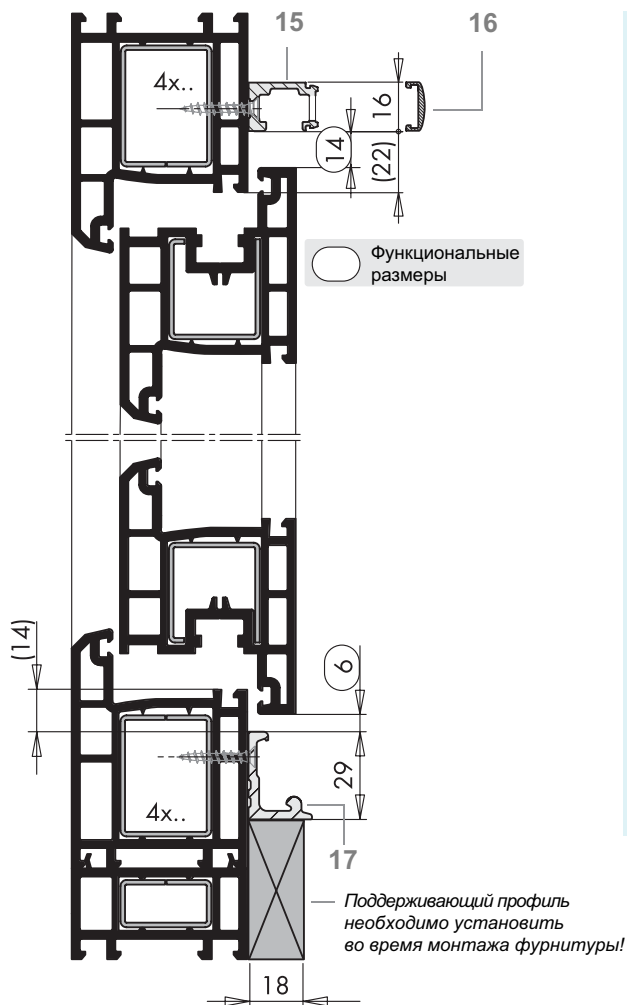 15
16
4x..
16
14
(22)
Функциональные
размеры
(14)
6
29
4x..
17
Поддерживающий профиль
необходимо установить
во время монтажа фурнитуры!
18